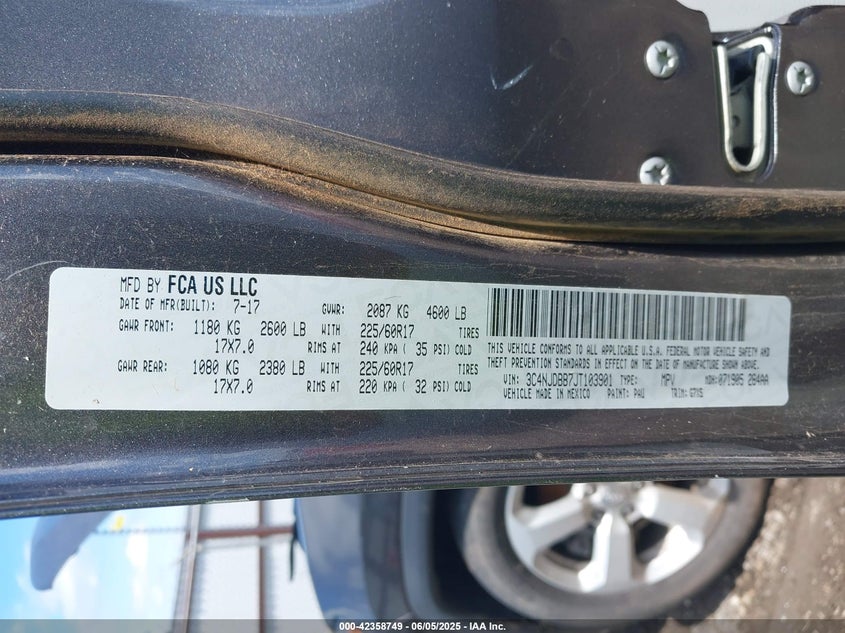 MFD BY FCA US LLC
DATE OF MFR(BUILT): 7-17 GVWR: 2087 KG 4600 LB
GAWR FRONT: 1180 KG 2600 LB WITH 225/60R17 TIRES
17X7.0 RIMS AT 240 KPA ( 35 PSI) COLD
GAWR REAR: 1080 KG 2380 LB WITH 225/60R17 TIRES
17X7.0 RIMS AT 220 KPA ( 32 PSI) COLD
THIS VEHICLE CONFORMS TO ALL APPLICABLE U.S.A. FEDERAL MOTOR VEHICLE SAFETY AND
THEFT PREVENTION STANDARDS IN EFFECT ON THE DATE OF MANUFACTURE SHOWN ABOVE.
VIN: 3C4NJDBB7JT103901 TYPE: MPV MDH: 071905 284AA
VEHICLE MADE IN MEXICO PAINT: PAU TRIM:
000-42358749 - 06/05/2025 - IAA Inc.